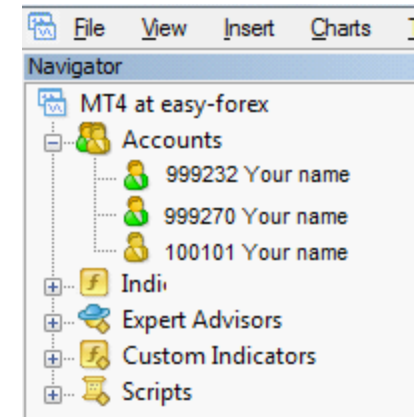 File View Insert Charts
Navigator
MT4 at easy-forex
Accounts
999232 Your name
999270 Your name
100101 Your name
Expert Advisors
Custom Indicators
Scripts